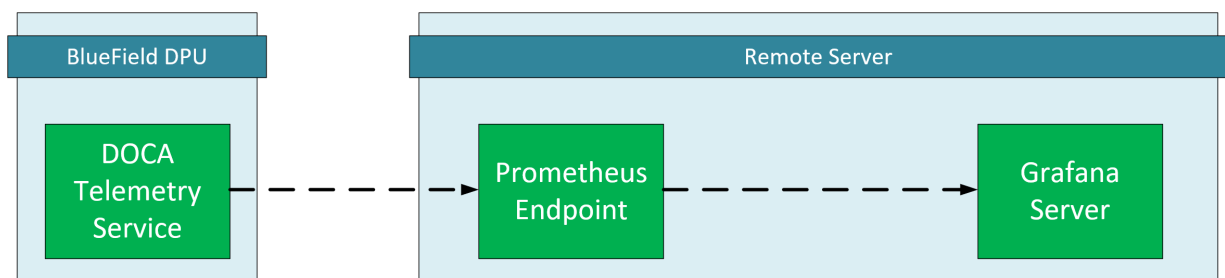 BlueField DPU
Remote Server
DOCA
Telemetry
Service
Prometheus
Endpoint
Grafana
Server